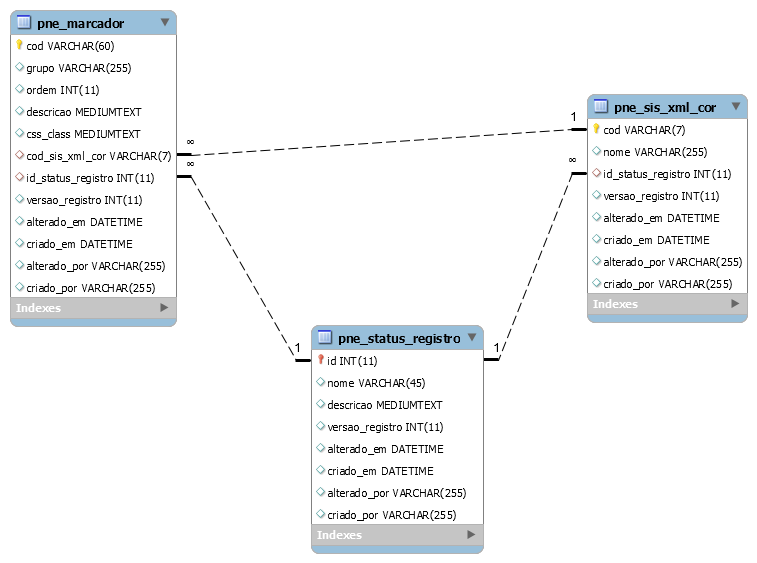 pne_marcador
cod VARCHAR(60)
grupo VARCHAR(255)
ordem INT(11)
descricao MEDIUMTEXT
css_class MEDIUMTEXT
cod_sis_xml_cor VARCHAR(7)
id_status_registro INT(11)
versao_registro INT(11)
alterado_em DATETIME
criado_em DATETIME
alterado_por VARCHAR(255)
criado_por VARCHAR(255)
Indexes
∞
∞
1
∞
pne_sis_xml_cor
cod VARCHAR(7)
nome VARCHAR(255)
id_status_registro INT(11)
versao_registro INT(11)
alterado_em DATETIME
criado_em DATETIME
alterado_por VARCHAR(255)
criado_por VARCHAR(255)
Indexes
1
1
pne_status_registro
id INT(11)
nome VARCHAR(45)
descricao MEDIUMTEXT
versao_registro INT(11)
alterado_em DATETIME
criado_em DATETIME
alterado_por VARCHAR(255)
criado_por VARCHAR(255)
Indexes